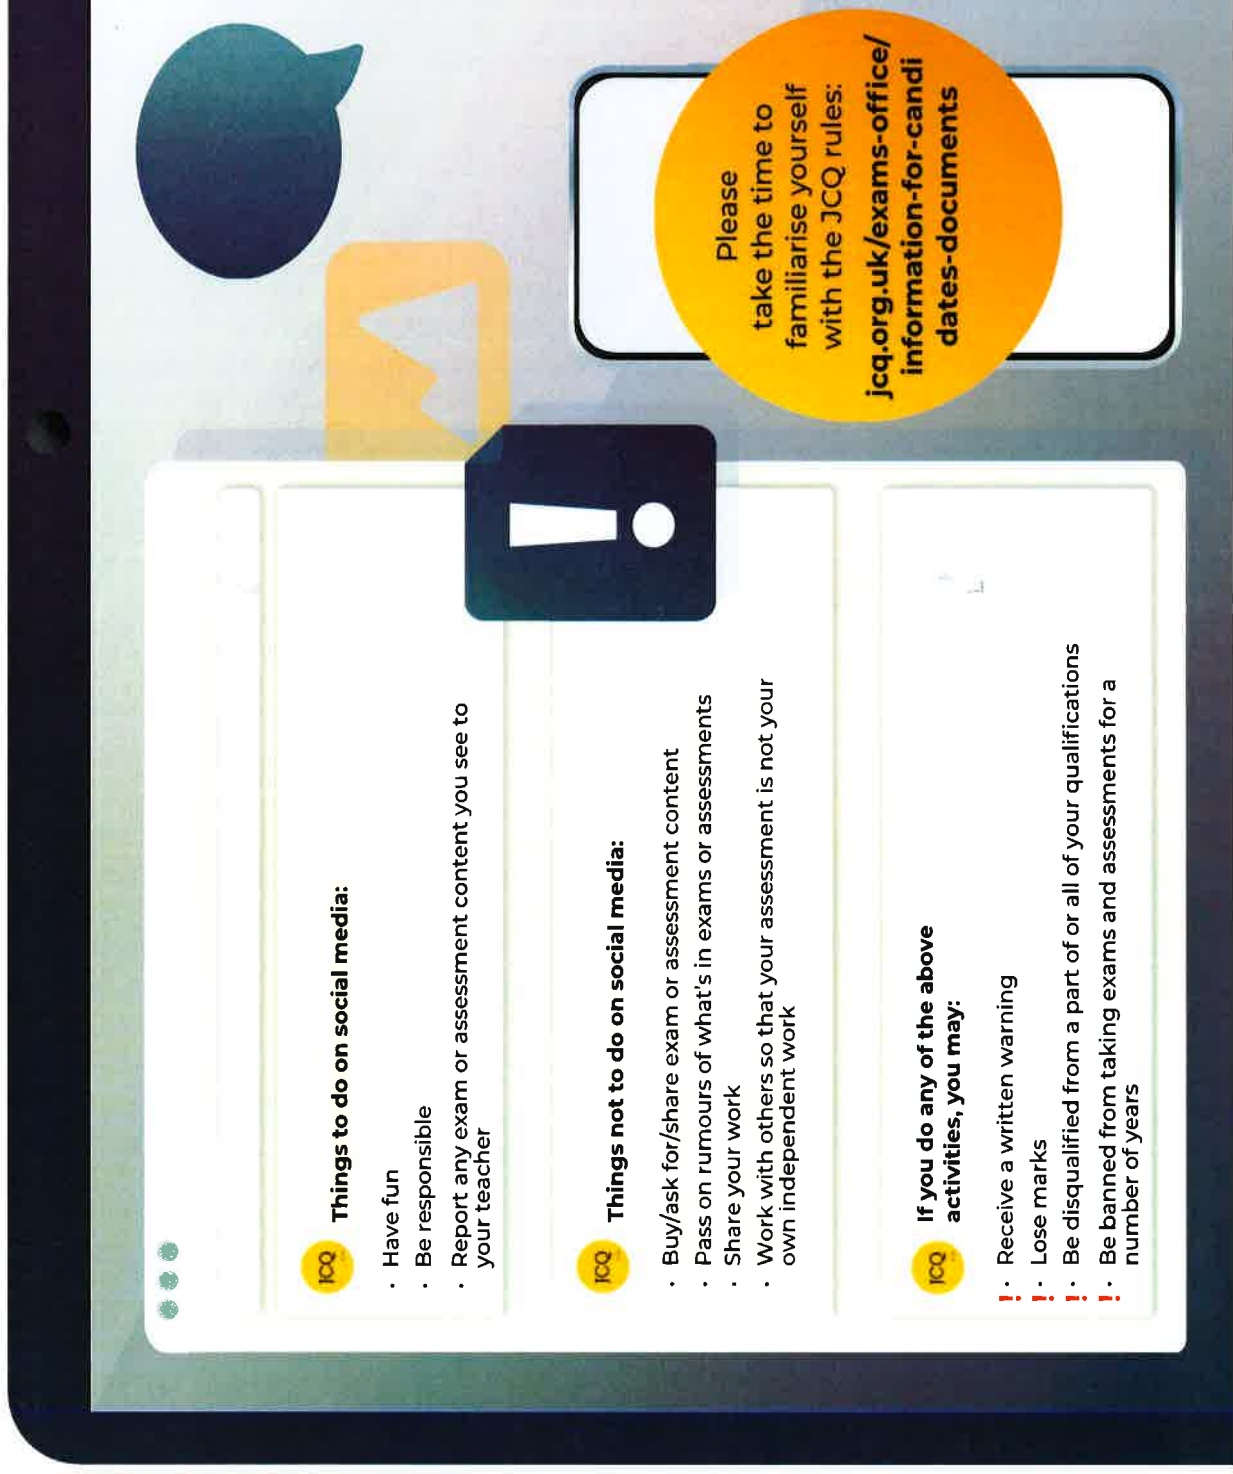 JCQ
Things to do on social media:
· Have fun
· Be responsible
· Report any exam or assessment content you see to
your teacher
JCQ
Things not to do on social media:
· Buy/ask for/share exam or assessment content
· Pass on rumours of what's in exams or assessments
· Share your work
· Work with others so that your assessment is not your
own independent work
JCQ
If you do any of the above
activities, you may:
! · Receive a written warning
! · Lose marks
! · Be disqualified from a part of or all of your qualifications
! · Be banned from taking exams and assessments for a
number of years
!
Please
take the time to
familiarise yourself
with the JCQ rules:
jcq.org.uk/exams-office/
information-for-candi
dates-documents